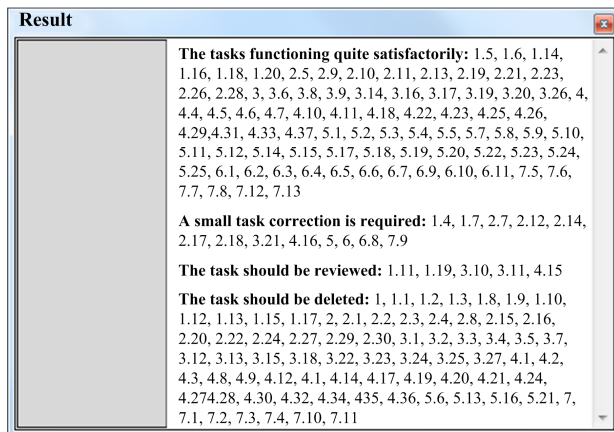 Result
The tasks functioning quite satisfactorily: 1.5, 1.6, 1.14,
1.16, 1.18, 1.20, 2.5, 2.9, 2.10, 2.11, 2.13, 2.19, 2.21, 2.23,
2.26, 2.28, 3, 3.6, 3.8, 3.9, 3.14, 3.16, 3.17, 3.19, 3.20, 3.26, 4,
4.4, 4.5, 4.6, 4.7, 4.10, 4.11, 4.18, 4.22, 4.23, 4.25, 4.26,
4.29,4.31, 4.33, 4.37, 5.1, 5.2, 5.3, 5.4, 5.5, 5.7, 5.8, 5.9, 5.10,
5.11, 5.12, 5.14, 5.15, 5.17, 5.18, 5.19, 5.20, 5.22, 5.23, 5.24,
5.25, 6.1, 6.2, 6.3, 6.4, 6.5, 6.6, 6.7, 6.9, 6.10, 6.11, 7.5, 7.6,
7.7, 7.8, 7.12, 7.13
A small task correction is required: 1.4, 1.7, 2.7, 2.12, 2.14,
2.17, 2.18, 3.21, 4.16, 5, 6, 6.8, 7.9
The task should be reviewed: 1.11, 1.19, 3.10, 3.11, 4.15
The task should be deleted: 1, 1.1, 1.2, 1.3, 1.8, 1.9, 1.10,
1.12, 1.13, 1.15, 1.17, 2, 2.1, 2.2, 2.3, 2.4, 2.8, 2.15, 2.16,
2.20, 2.22, 2.24, 2.27, 2.29, 2.30, 3.1, 3.2, 3.3, 3.4, 3.5, 3.7,
3.12, 3.13, 3.15, 3.18, 3.22, 3.23, 3.24, 3.25, 3.27, 4.1, 4.2,
4.3, 4.8, 4.9, 4.12, 4.1, 4.14, 4.17, 4.19, 4.20, 4.21, 4.24,
4.274.28, 4.30, 4.32, 4.34, 435, 4.36, 5.6, 5.13, 5.16, 5.21, 7,
7.1, 7.2, 7.3, 7.4, 7.10, 7.11